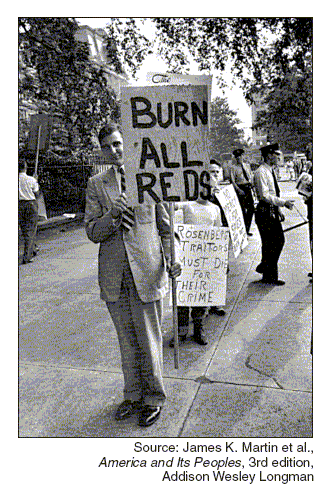 BURN
ALL
REDS
ROSENBERG
TRAITORS
MUST DIE
FOR
THEIR
CRIME
Source: James K. Martin et al.,
America and Its Peoples, 3rd edition,
Addison Wesley Longman